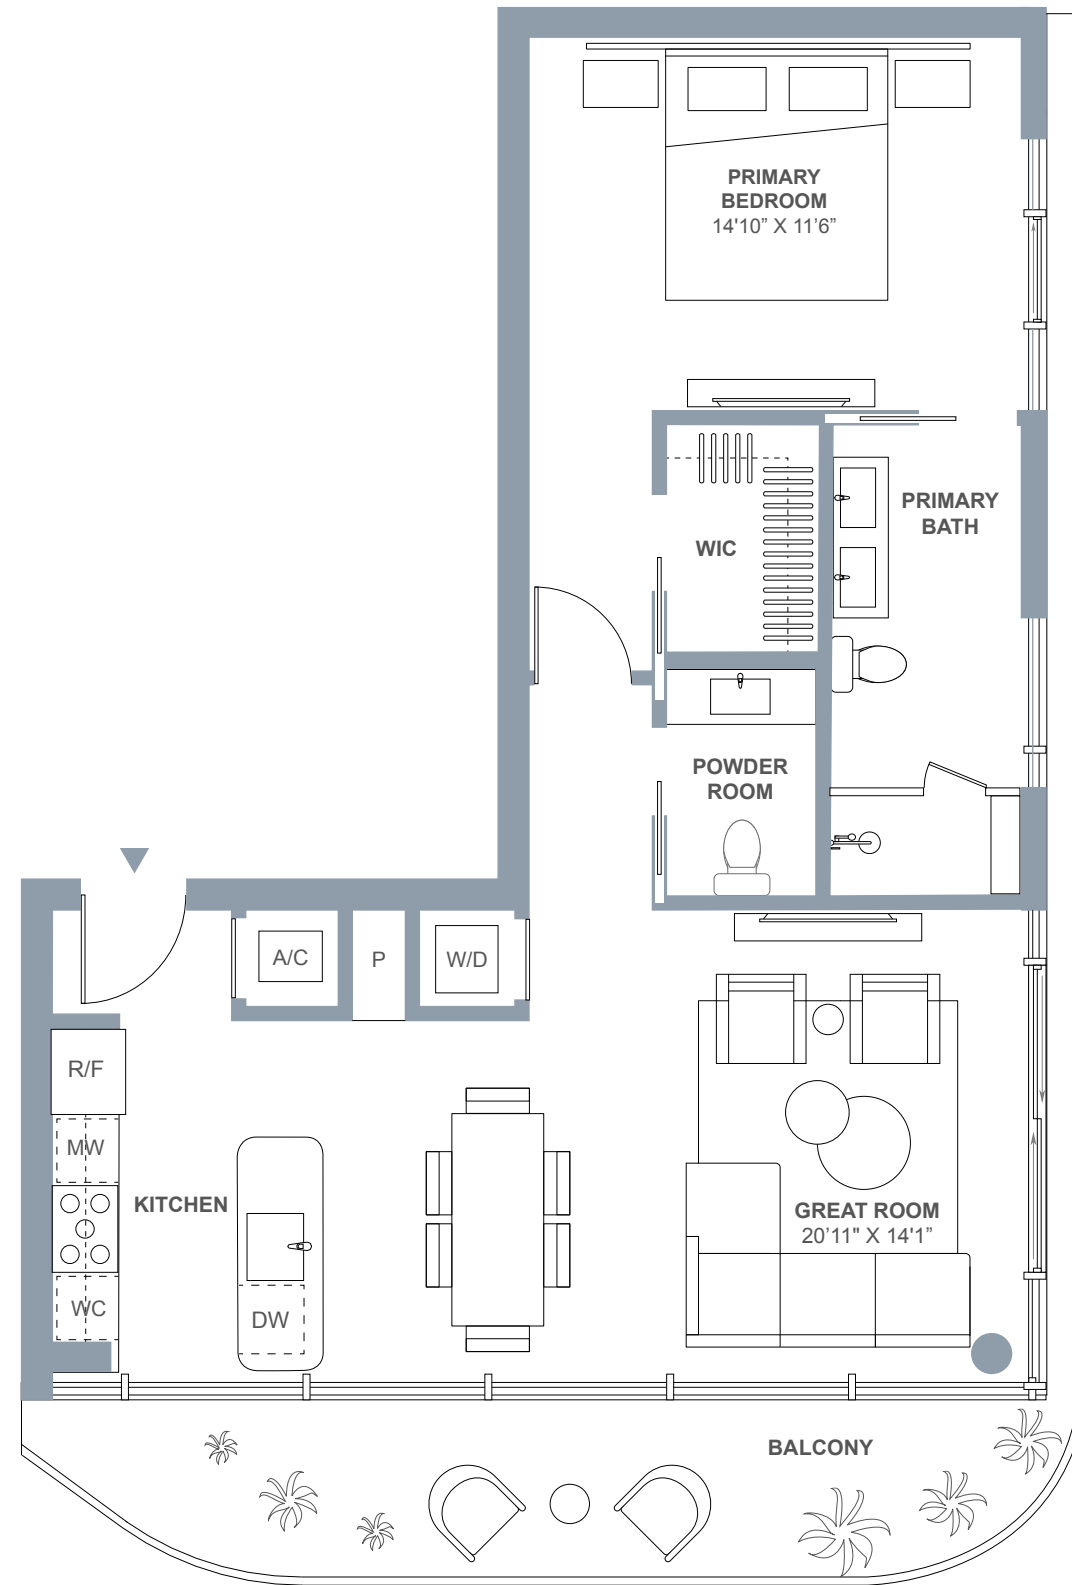 PRIMARY
BEDROOM
14'10” X 11'6”
PRIMARY
BATH
WIC
POWDER
ROOM
A/C
P
W/D
R/F
MW
KITCHEN
GREAT ROOM
20’11" X 14'1”
WC
DW
BALCONY